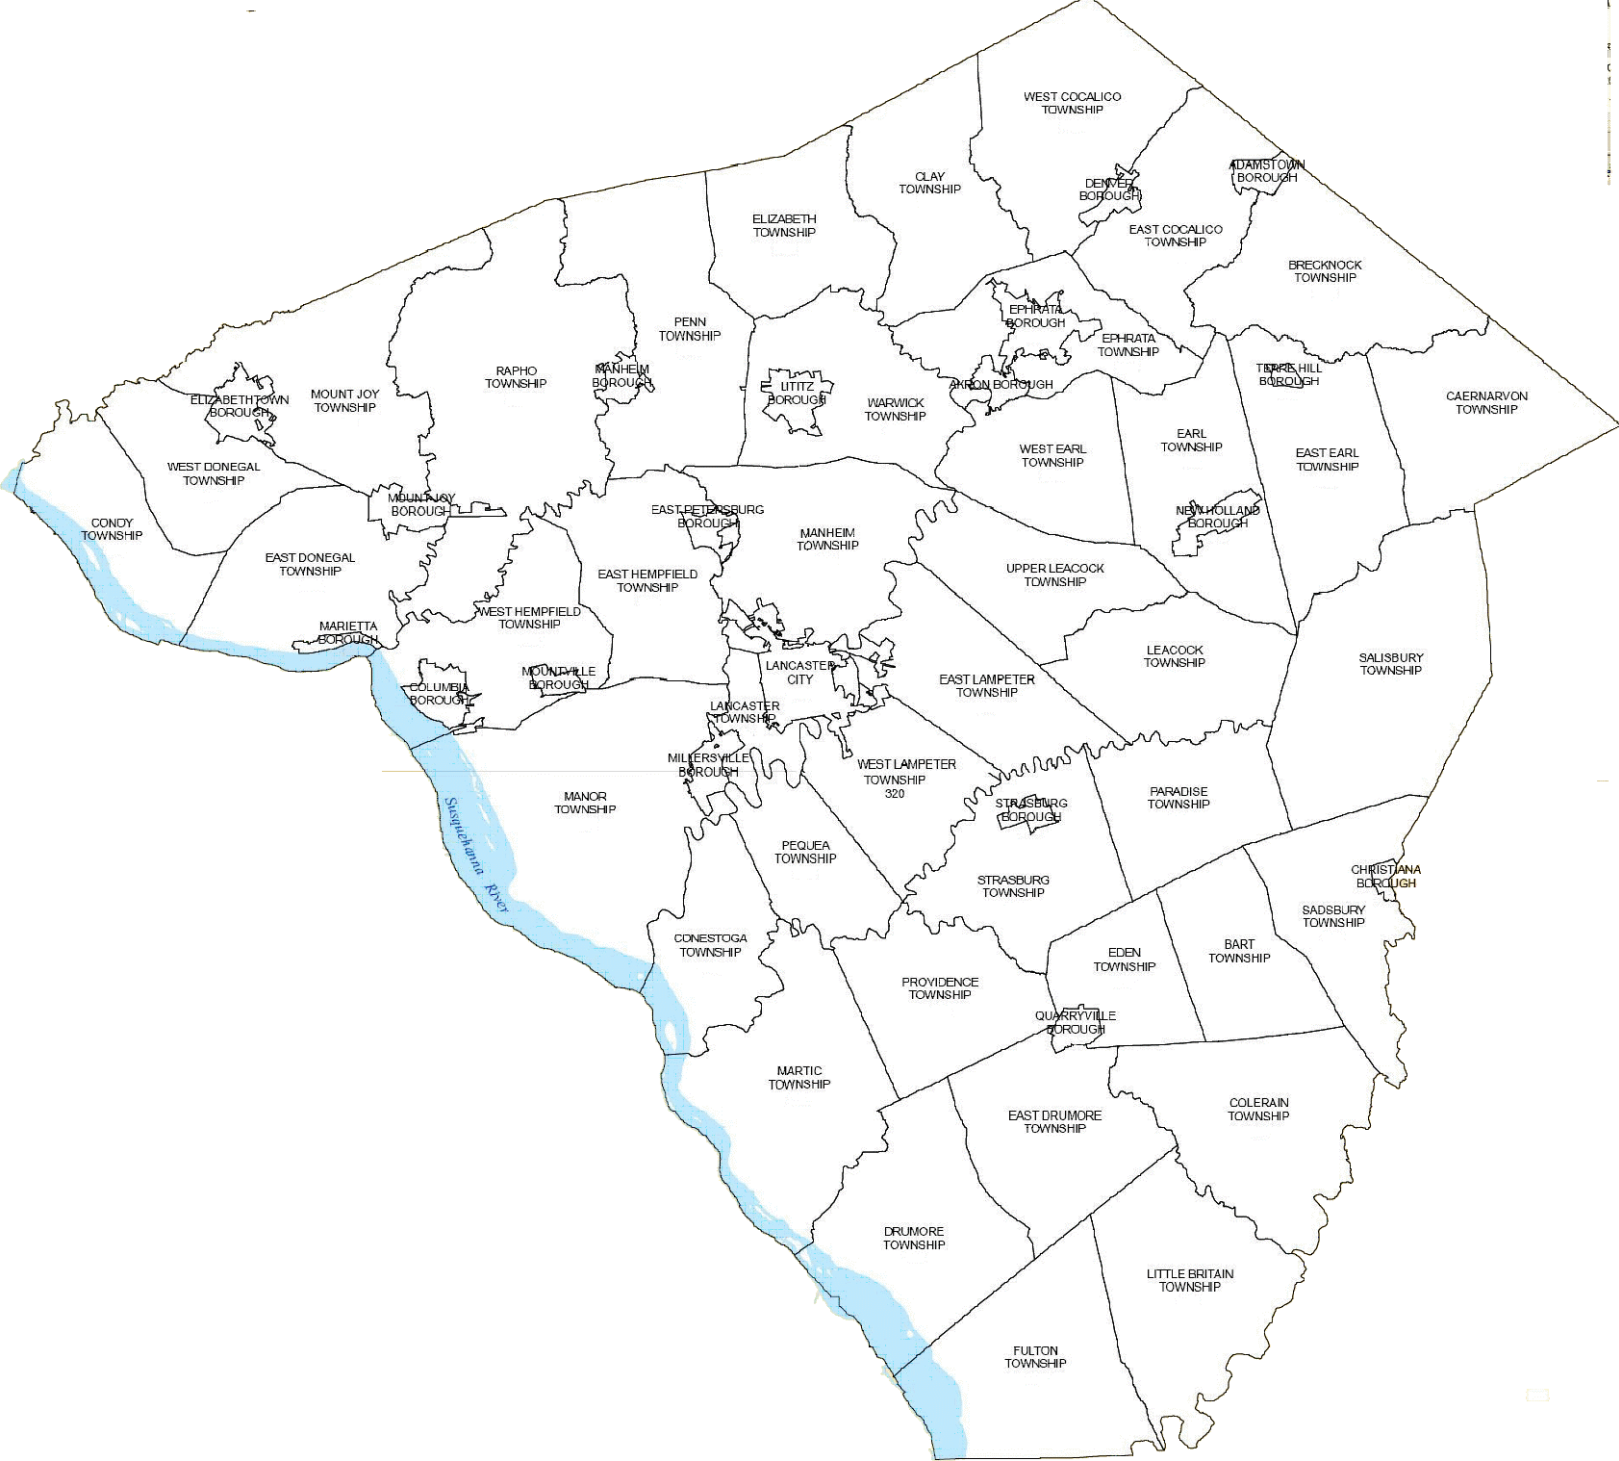 WEST COCALICO
TOWNSHIP
ADAMSTOWN
BOROUGH
CLAY
TOWNSHIP
DENVER
BOROUGH
ELIZABETH
TOWNSHIP
EAST COCALICO
TOWNSHIP
BRECKNOCK
TOWNSHIP
EPHRATA
BOROUGH
PENN
TOWNSHIP
EPHRATA
TOWNSHIP
RAPHO
TOWNSHIP
MANHEIM
BOROUGH
TERRE HILL
BOROUGH
LITITZ
BOROUGH
AKRON BOROUGH
MOUNT JOY
TOWNSHIP
ELIZABETHTOWN
BOROUGH
WARWICK
TOWNSHIP
CAERNARVON
TOWNSHIP
EARL
TOWNSHIP
WEST EARL
TOWNSHIP
EAST EARL
TOWNSHIP
WEST DONEGAL
TOWNSHIP
MOUNT JOY
BOROUGH
EAST PETERSBURG
BOROUGH
NEW HOLLAND
BOROUGH
CONOY
TOWNSHIP
MANHEIM
TOWNSHIP
EAST DONEGAL
TOWNSHIP
UPPER LEACOCK
TOWNSHIP
EAST HEMPFIELD
TOWNSHIP
WEST HEMPFIELD
TOWNSHIP
MARIETTA
BOROUGH
LEACOCK
TOWNSHIP
SALISBURY
TOWNSHIP
LANCASTER
CITY
MOUNTVILLE
BOROUGH
EAST LAMPETER
TOWNSHIP
COLUMBIA
BOROUGH
LANCASTER
TOWNSHIP
MILLERSVILLE
BOROUGH
WEST LAMPETER
TOWNSHIP
320
PARADISE
TOWNSHIP
MANOR
TOWNSHIP
STRASBURG
BOROUGH
Susquehanna River
PEQUEA
TOWNSHIP
CHRISTIANA
BOROUGH
STRASBURG
TOWNSHIP
SADSBURY
TOWNSHIP
CONESTOGA
TOWNSHIP
BART
TOWNSHIP
EDEN
TOWNSHIP
PROVIDENCE
TOWNSHIP
QUARRYVILLE
BOROUGH
MARTIC
TOWNSHIP
COLERAIN
TOWNSHIP
EAST DRUMORE
TOWNSHIP
DRUMORE
TOWNSHIP
LITTLE BRITAIN
TOWNSHIP
FULTON
TOWNSHIP